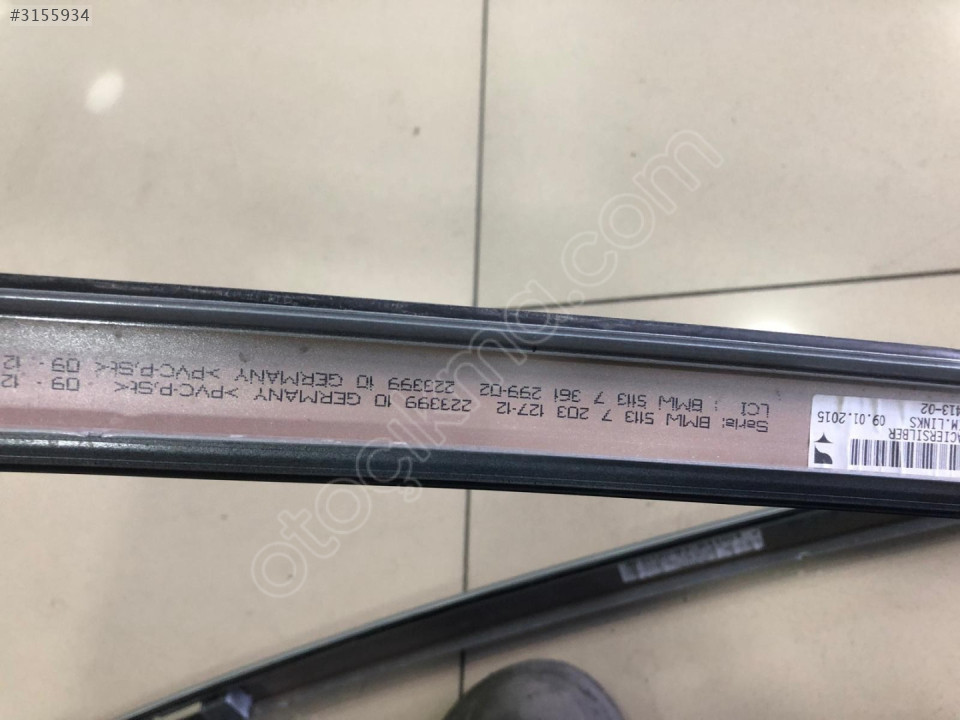 #3155934
Serie: BMW 5113 7 203 127-12 223399 10 GERMANY >PVC-P.St< 09 . 12
LCI : BMW 5113 7 361 299-02 223399 10 GERMANY >PVC-P.St< 09 . 12
ACIERSILBER
M.LINKS 09.01.2015
413-02
otoçıkma.com